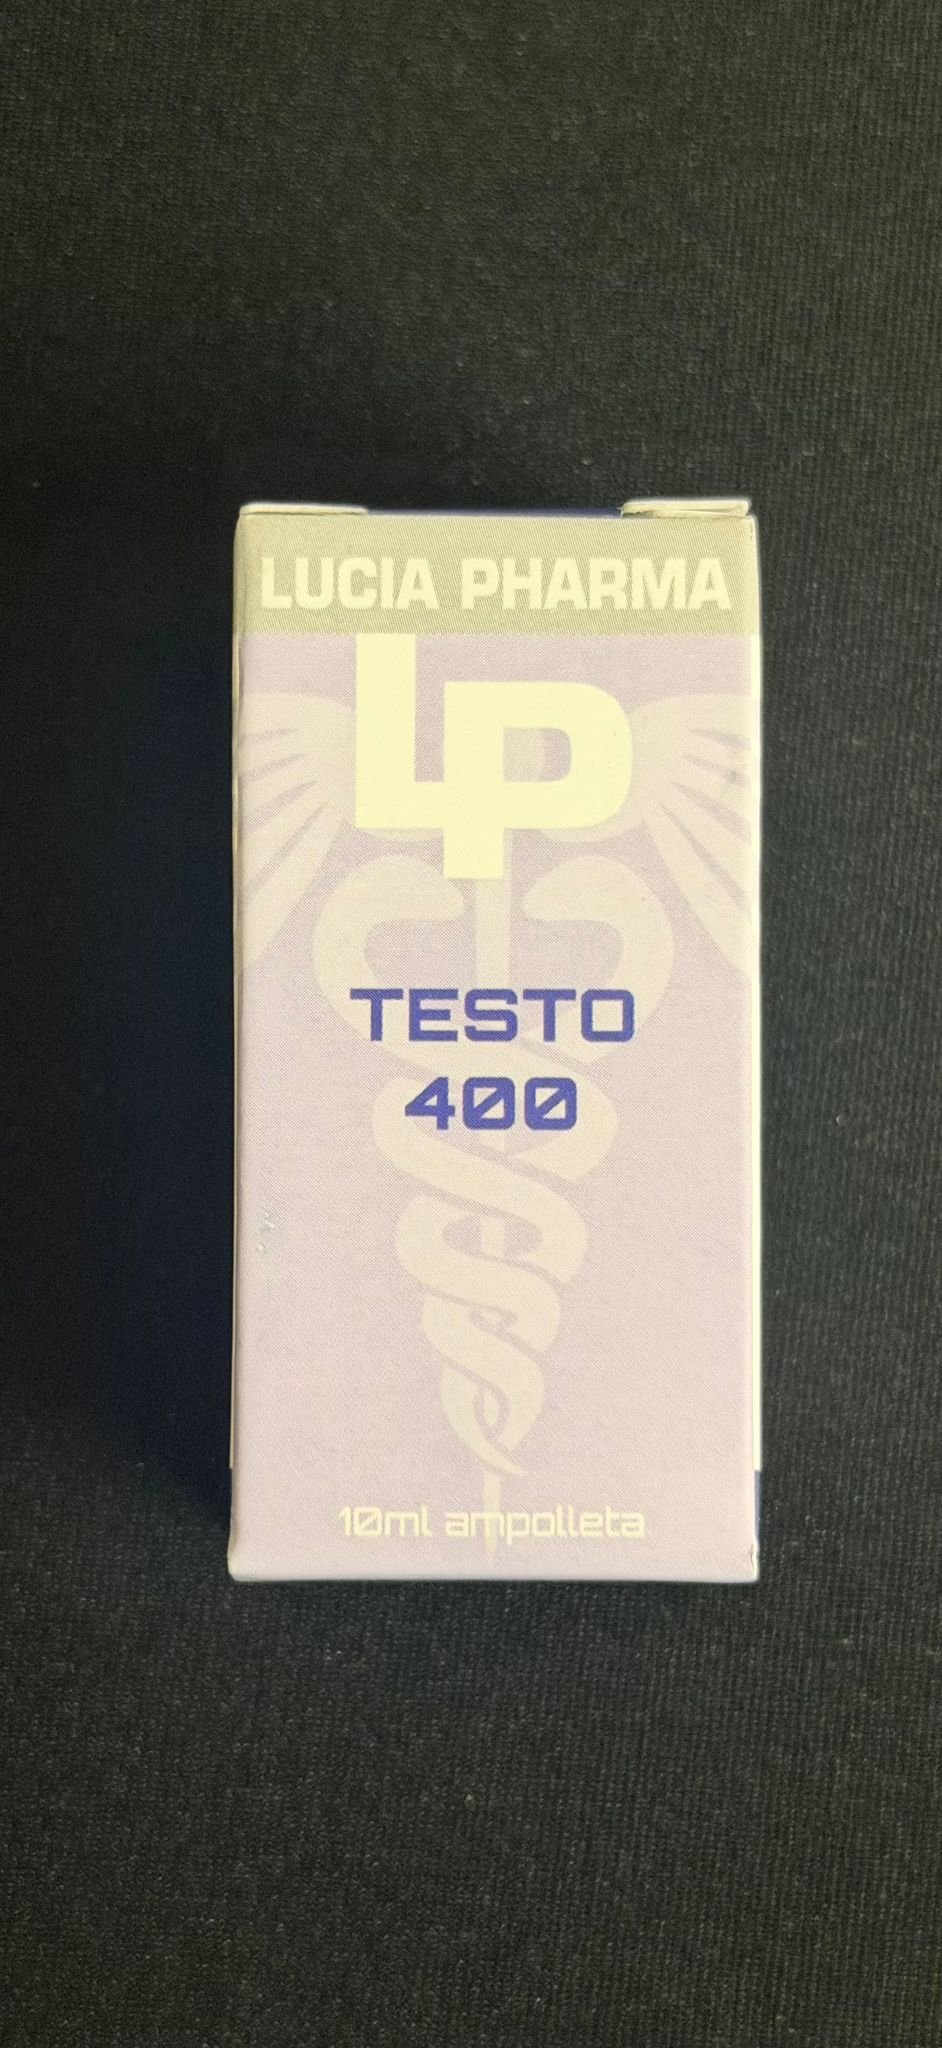 LUCIA PHARMA
LP
TESTO
400
10ml ampolleta